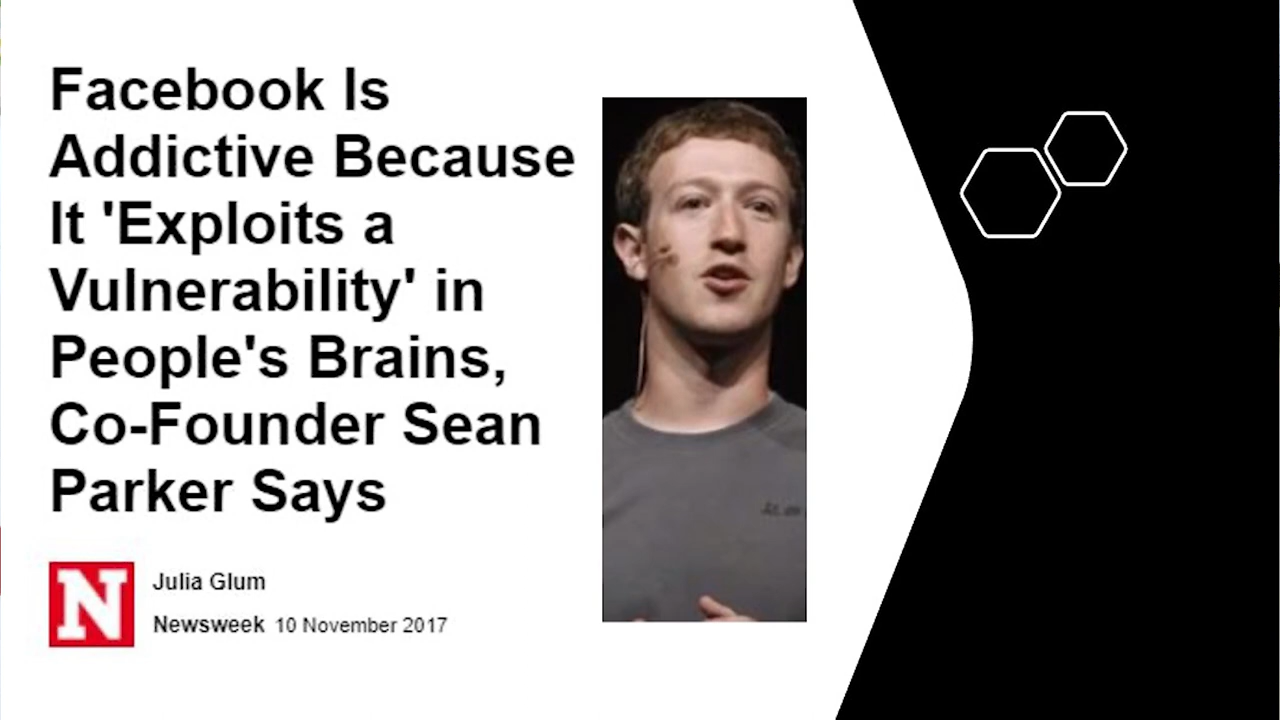 Facebook Is
Addictive Because
It 'Exploits a
Vulnerability' in
People's Brains,
Co-Founder Sean
Parker Says
N
Julia Glum
Newsweek 10 November 2017